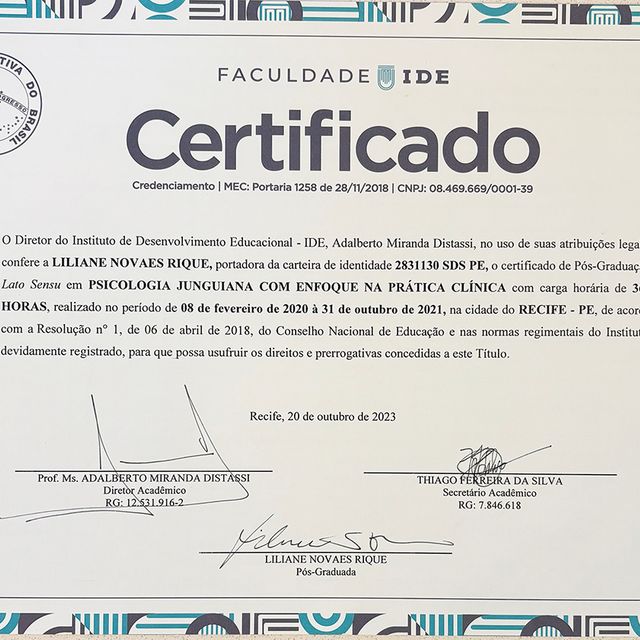 FACULDADE IDE
Certificado
Credenciamento | MEC: Portaria 1258 de 28/11/2018 | CNPJ: 08.469.669/0001-39
DO BRASIL
O Diretor do Instituto de Desenvolvimento Educacional - IDE, Adalberto Miranda Distassi, no uso de suas atribuições
confere a LILIANE NOVAES RIQUE, portadora da carteira de identidade 2831130 SDS PE, o certificado de
Lato Sensu em PSICOLOGIA JUNGUIANA COM ENFOQUE NA PRÁTICA CLÍNICA com carga horária de
HORAS, realizado no período de 08 de fevereiro de 2020 à 31 de outubro de 2021, na cidade do RECIFE - PE, de
com a Resolução nº 1, de 06 de abril de 2018, do Conselho Nacional de Educação e nas normas regimentais do
devidamente registrado, para que possa usufruir os direitos e prerrogativas concedidas a este Título.
Recife, 20 de outubro de 2023
Prof. Ms. ADALBERTO MIRANDA DISTASSI
Diretor Acadêmico
RG: 12.531.916-2
THIAGO FERREIRA DA SILVA
Secretário Acadêmico
RG: 7.846.618
LILIANE NOVAES RIQUE
Pós-Graduada